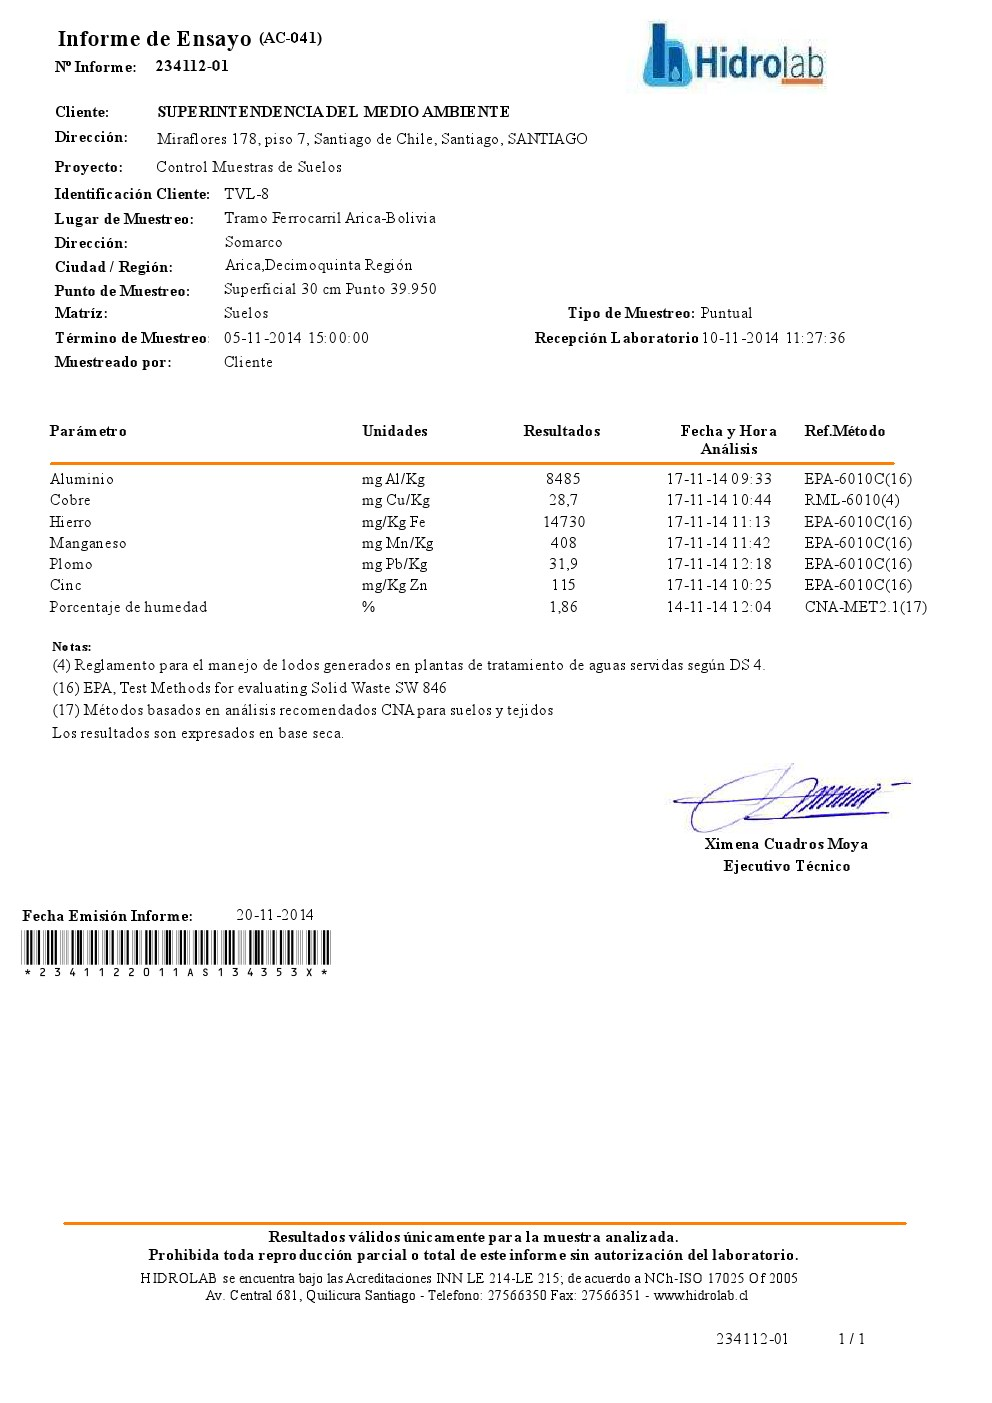 Informe de Ensayo (AC-041)
Hidrolab
Nº Informe: 234112-01
Cliente: SUPERINTENDENCIA DEL MEDIO AMBIENTE
Dirección: Miraflores 178, piso 7, Santiago de Chile, Santiago, SANTIAGO
Proyecto: Control Muestras de Suelos
Identificación Cliente: TVL-8
Lugar de Muestreo: Tramo Ferrocarril Arica-Bolivia
Dirección: Somarco
Ciudad / Región: Arica,Decimoquinta Región
Punto de Muestreo: Superficial 30 cm Punto 39.950
Matríz: Suelos Tipo de Muestreo: Puntual
Término de Muestreo: 05-11-2014 15:00:00 Recepción Laboratorio 10-11-2014 11:27:36
Muestreado por: Cliente
Parámetro Unidades Resultados Fecha y Hora Ref.Método
Análisis
Aluminio mg Al/Kg 8485 17-11-14 09:33 EPA-6010C(16)
Cobre mg Cu/Kg 28,7 17-11-14 10:44 RML-6010(4)
Hierro mg/Kg Fe 14730 17-11-14 11:13 EPA-6010C(16)
Manganeso mg Mn/Kg 408 17-11-14 11:42 EPA-6010C(16)
Plomo mg Pb/Kg 31,9 17-11-14 12:18 EPA-6010C(16)
Cinc mg/Kg Zn 115 17-11-14 10:25 EPA-6010C(16)
Porcentaje de humedad % 1,86 14-11-14 12:04 CNA-MET2.1(17)
Notas:
(4) Reglamento para el manejo de lodos generados en plantas de tratamiento de aguas servidas según DS 4.
(16) EPA, Test Methods for evaluating Solid Waste SW 846
(17) Métodos basados en análisis recomendados CNA para suelos y tejidos
Los resultados son expresados en base seca.
Ximena Cuadros Moya
Ejecutivo Técnico
Fecha Emisión Informe: 20-11-2014
*2341122011AS134353X*
Resultados válidos únicamente para la muestra analizada.
Prohibida toda reproducción parcial o total de este informe sin autorización del laboratorio.
HIDROLAB se encuentra bajo las Acreditaciones INN LE 214-LE 215; de acuerdo a NCh-ISO 17025 Of 2005
Av. Central 681, Quilicura Santiago - Telefono: 27566350 Fax: 27566351 - www.hidrolab.cl
234112-01 1 / 1